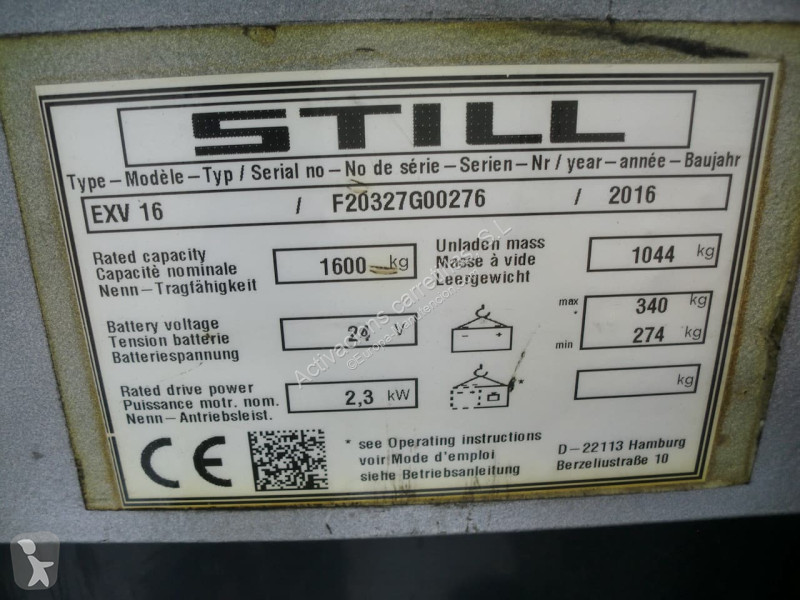 STILL
Type-Modèle-Typ / Serial no-No de série-Serien-Nr / year-année-Baujahr
EXV 16 / F20327G00276 / 2016
Rated capacity
Capacitè nominale
Nenn-Tragfähigkeit
1600 kg
Unladen mass
Masse à vide
Leergewicht
1044 kg
Battery voltage
Tension batterie
Batteriespannung
24 V
- +
max 340 kg
*
min 274 kg
Rated drive power
Puissance motr. nom.
Nenn-Antriebsleist.
2,3 kW
*
kg
CE
* see Operating instructions
voir Mode d'emploi
siehe Betriebsanleitung
D-22113 Hamburg
Berzeliustraße 10
Activagens carretillas S.L